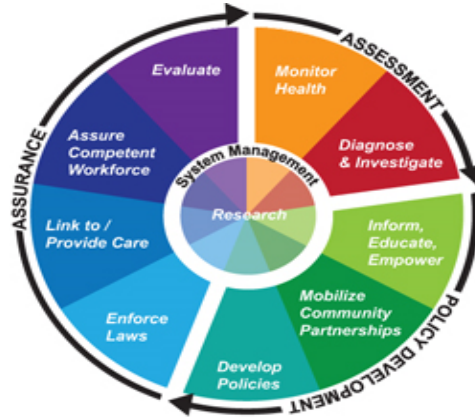 ASSESSMENT
Monitor
Health
Diagnose
& Investigate
POLICY DEVELOPMENT
Inform,
Educate,
Empower
Mobilize
Community
Partnerships
Develop
Policies
ASSURANCE
Enforce
Laws
Link to /
Provide Care
Assure
Competent
Workforce
Evaluate
System Management
Research